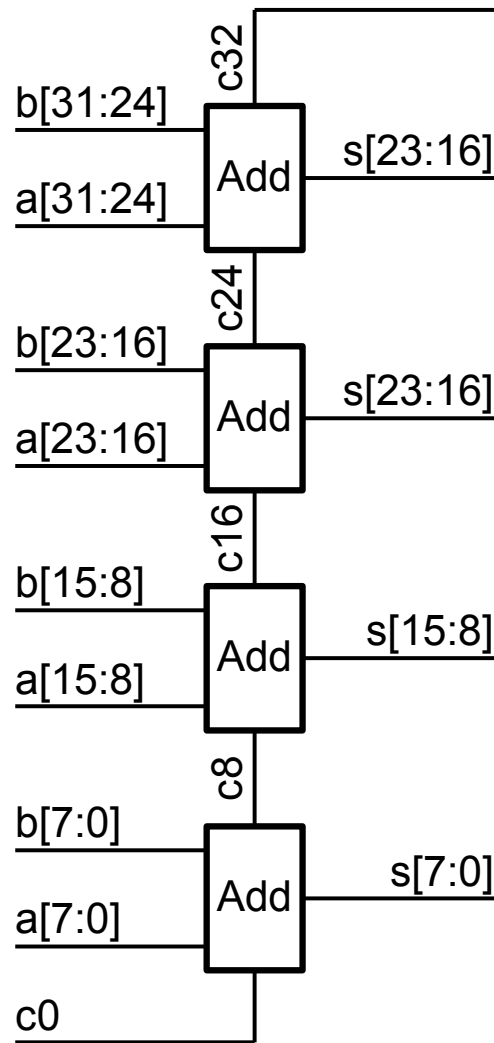 c32
b[31:24]
Add
s[23:16]
a[31:24]
c24
b[23:16]
Add
s[23:16]
a[23:16]
c16
b[15:8]
Add
s[15:8]
a[15:8]
c8
b[7:0]
Add
s[7:0]
a[7:0]
c0